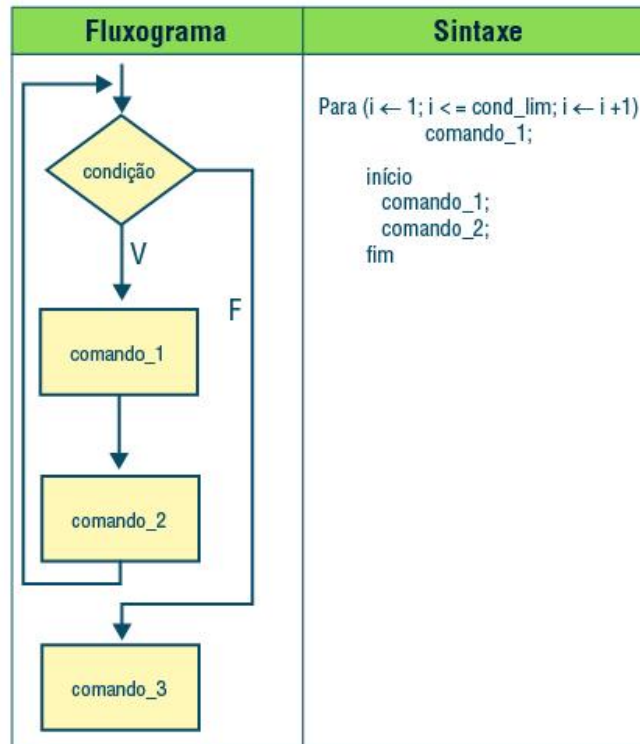 Fluxograma
Sintaxe
condição
V
F
comando_1
comando_2
comando_3
Para (i ← 1; i < = cond_lim; i ← i +1)
comando_1;
início
comando_1;
comando_2;
fim